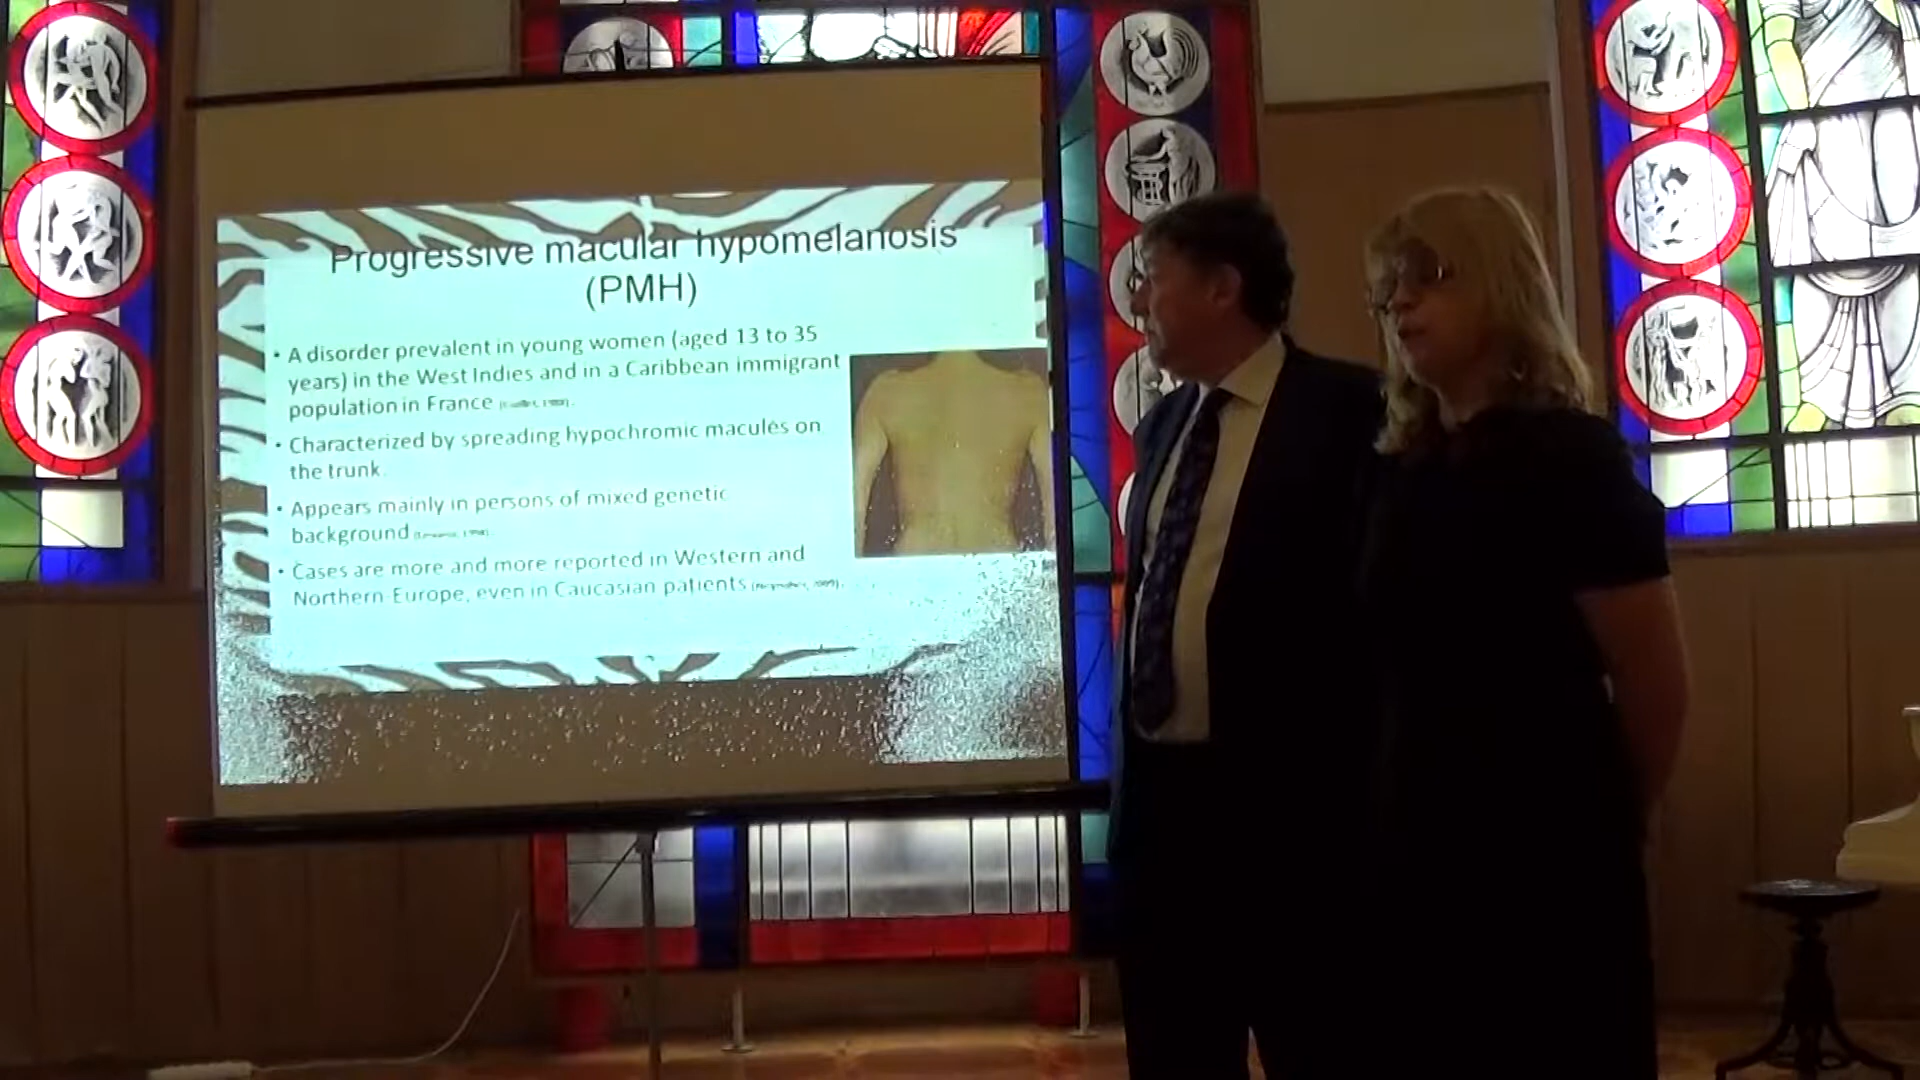 Progressive macular hypomelanosis
(PMH)
• A disorder prevalent in young women (aged 13 to 35
years) in the West Indies and in a Caribbean immigrant
population in France
• Characterized by spreading hypochromic macules on
the trunk.
• Appears mainly in persons of mixed genetic
background
• Cases are more and more reported in Western and
Northern Europe, even in Caucasian patients